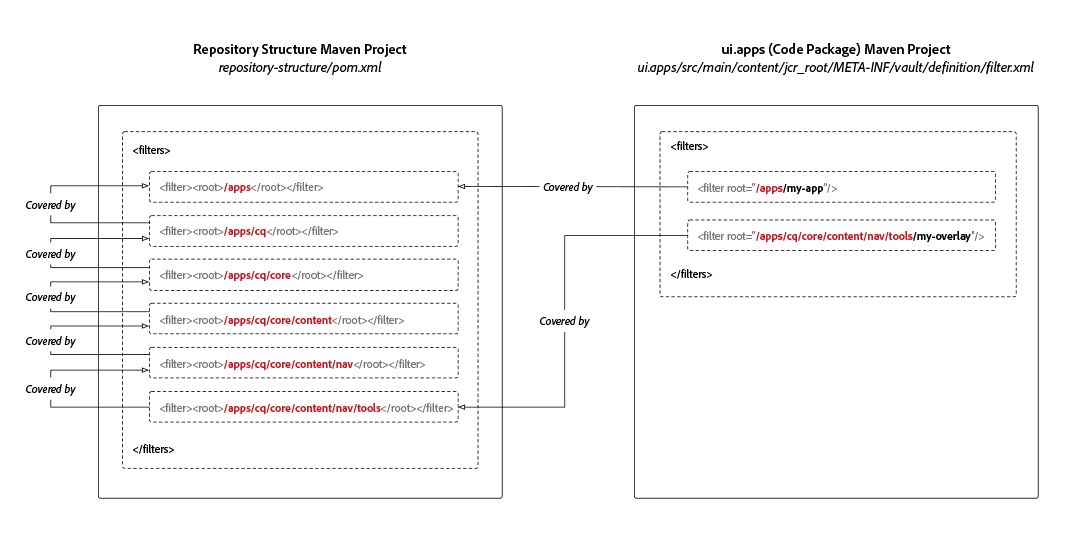 Repository Structure Maven Project
repository-structure/pom.xml
<filters>
<filter><root>/apps</root></filter>
<filter><root>/apps/cq</root></filter>
<filter><root>/apps/cq/core</root></filter>
<filter><root>/apps/cq/core/content</root></filter>
<filter><root>/apps/cq/core/content/nav</root></filter>
<filter><root>/apps/cq/core/content/nav/tools</root></filter>
</filters>
Covered by
Covered by
Covered by
Covered by
Covered by
Covered by
Covered by
ui.apps (Code Package) Maven Project
ui.apps/src/main/content/jcr_root/META-INF/vault/definition/filter.xml
<filters>
<filter root="/apps/my-app"/>
<filter root="/apps/cq/core/content/nav/tools/my-overlay"/>
</filters>